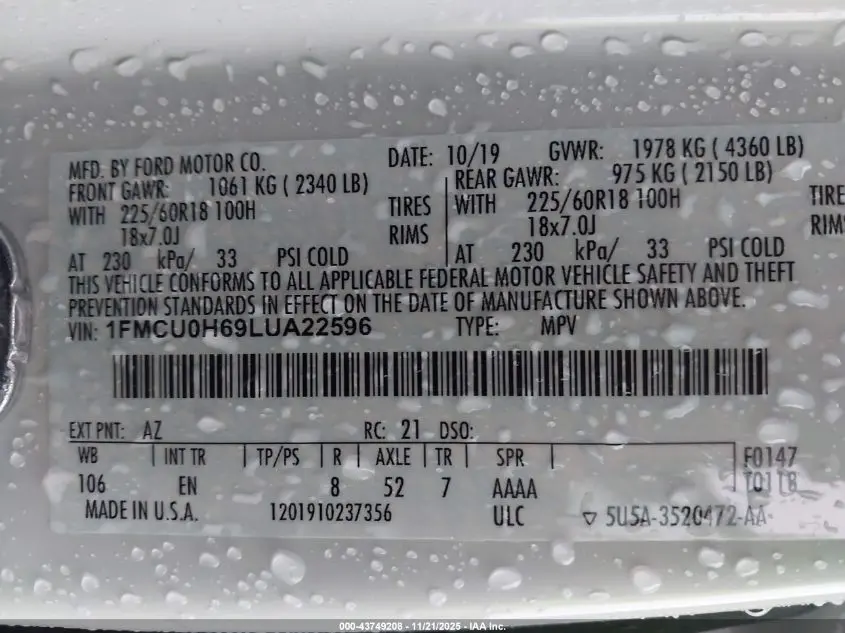 MFD. BY FORD MOTOR CO. DATE: 10/19 GVWR: 1978 KG ( 4360 LB)
FRONT GAWR: 1061 KG ( 2340 LB) REAR GAWR: 975 KG ( 2150 LB)
WITH 225/60R18 100H TIRES WITH 225/60R18 100H TIRE
18x7.0J RIMS 18x7.0J RIM
AT 230 kPa/ 33 PSI COLD AT 230 kPa/ 33 PSI COLD
THIS VEHICLE CONFORMS TO ALL APPLICABLE FEDERAL MOTOR VEHICLE SAFETY AND THEFT
PREVENTION STANDARDS IN EFFECT ON THE DATE OF MANUFACTURE SHOWN ABOVE.
VIN: 1FMCU0H69LUA22596 TYPE: MPV
EXT PNT: AZ RC: 21 DSO:
WB INT TR TP/PS R AXLE TR SPR F0147
106 EN 8 52 7 AAAA T0118
MADE IN U.S.A. 1201910237356 ULC ▽ 5U5A-3520472-AA
000-43749208 - 11/21/2025 - IAA Inc.